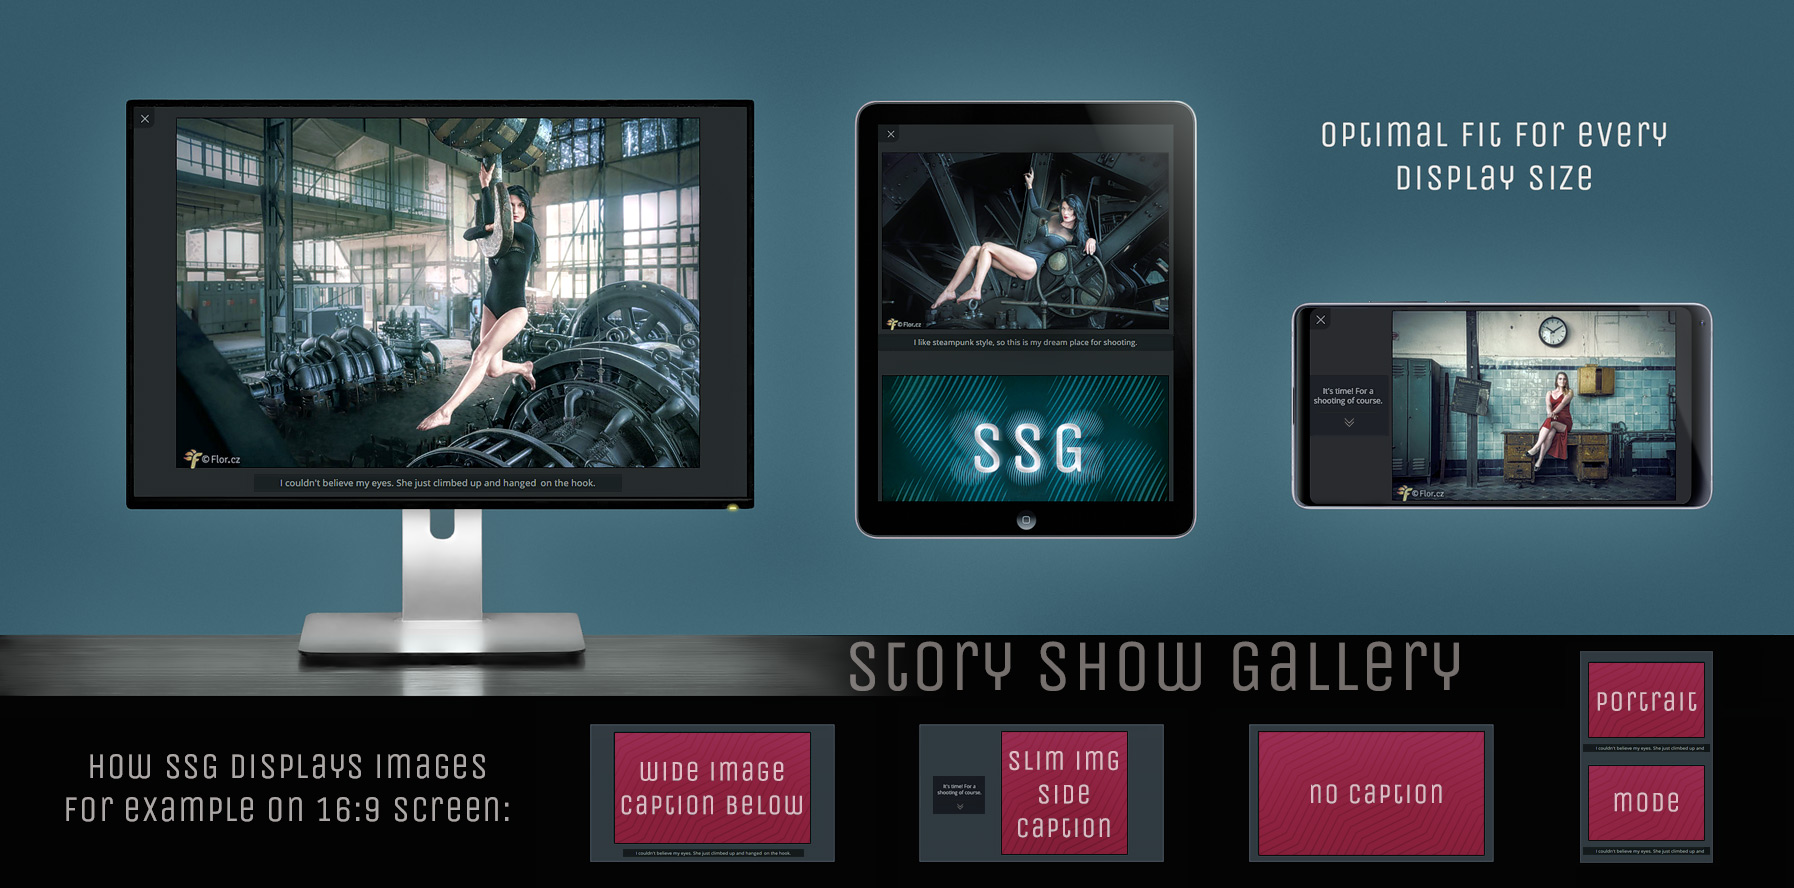 I couldn't believe my eyes. She just climbed up and hanged on the hook.
© Flor.cz
© Flor.cz
I like steampunk style, so this is my dream place for shooting.
SSG
Optimal fit for every
display size
It's time! For a
shooting of course.
© Flor.cz
Story Show Gallery
How SSG displays images
for example on 16:9 screen:
Wide image
caption below
I couldn't believe my eyes. She just climbed up and hanged on the hook.
It's time! For a
shooting of course.
Slim img
side
caption
No caption
Portrait
I couldn't believe my eyes. She just climbed up and
mode
I couldn't believe my eyes. She just climbed up and